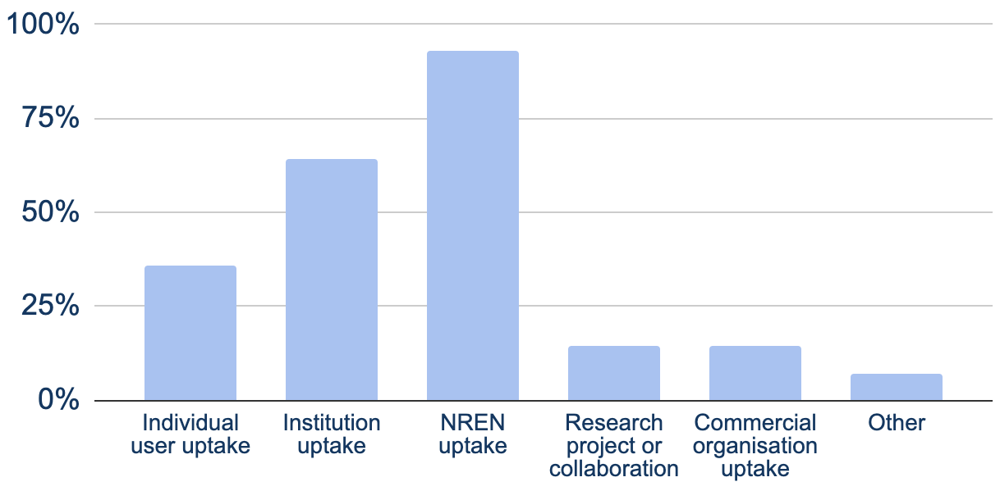 100%
75%
50%
25%
0%
Individual
user uptake
Institution
uptake
NREN
uptake
Research
project or
collaboration
Commercial
organisation
uptake
Other